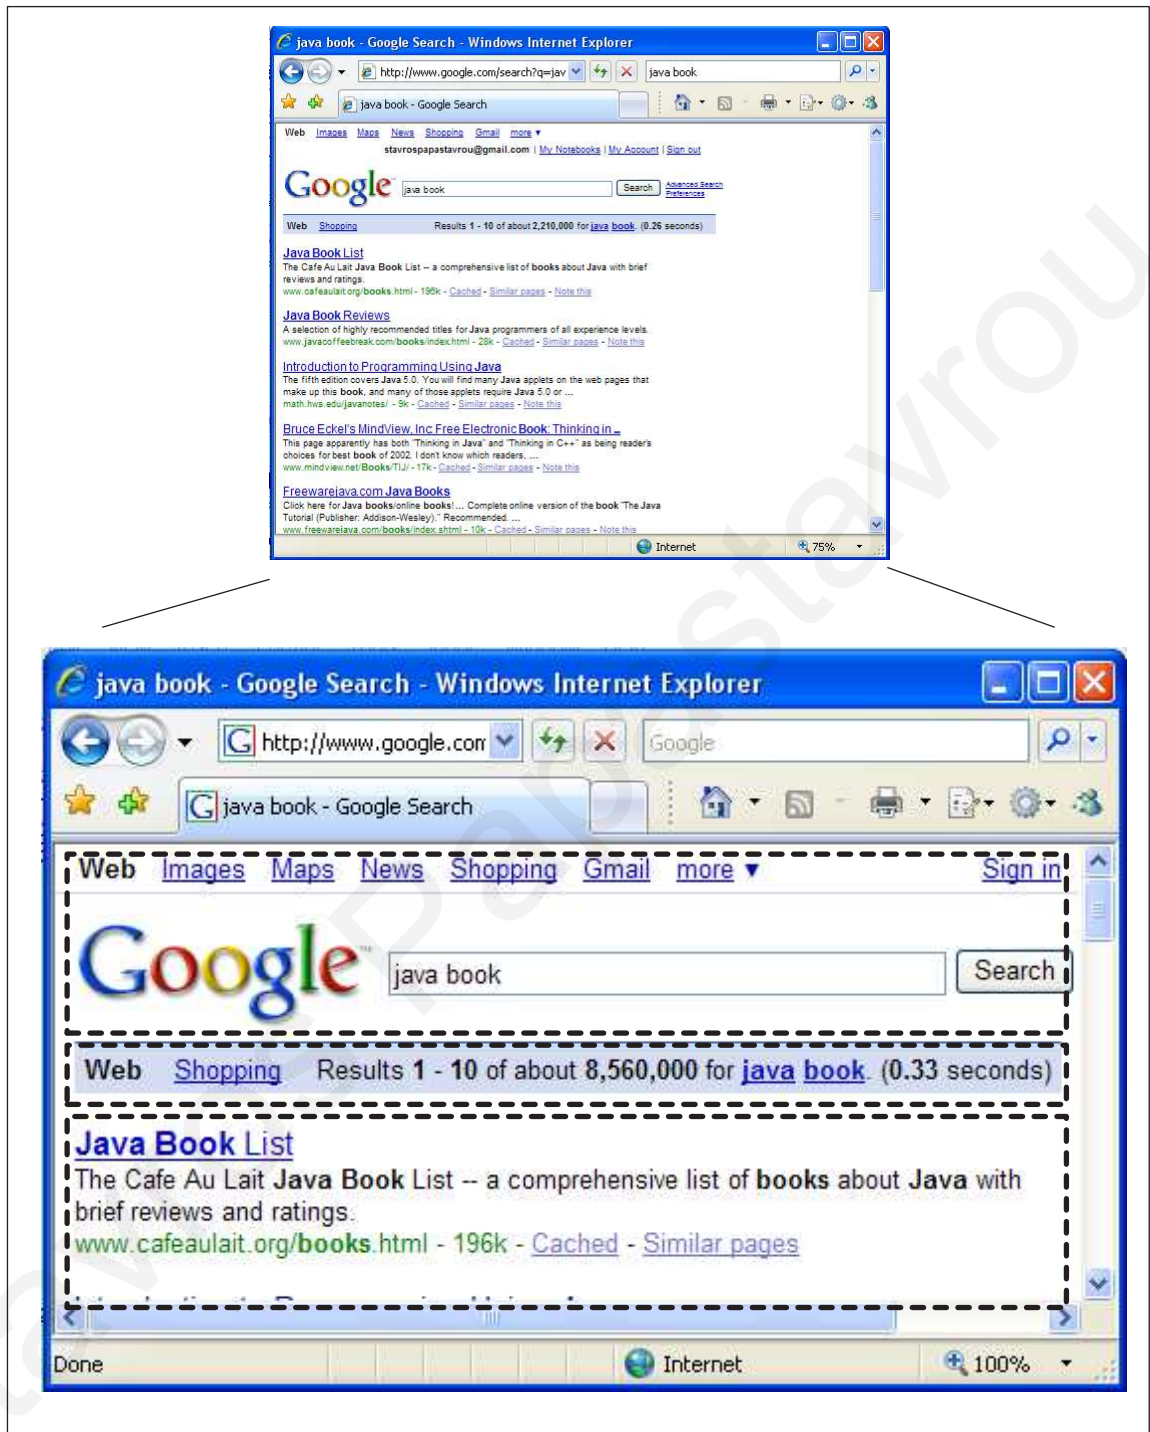 java book - Google Search - Windows Internet Explorer
http://www.google.com/search?q=jav java book
java book - Google Search
Web Images Maps News Shopping Gmail more ▼
stavrospapastavrou@gmail.com | My Notebooks | My Account | Sign out
Google java book Search Advanced Search
Preferences
Web Shopping Results 1 - 10 of about 2,210,000 for java book. (0.26 seconds)
Java Book List
The Cafe Au Lait Java Book List -- a comprehensive list of books about Java with brief
reviews and ratings.
www.cafeaulait.org/books.html - 196k - Cached - Similar pages - Note this
Java Book Reviews
A selection of highly recommended titles for Java programmers of all experience levels.
www.javacoffeebreak.com/books/index.html - 28k - Cached - Similar pages - Note this
Introduction to Programming Using Java
The fifth edition covers Java 5.0. You will find many Java applets on the web pages that
make up this book, and many of those applets require Java 5.0 or ...
math.hws.edu/javanotes/ - 9k - Cached - Similar pages - Note this
Bruce Eckel's MindView, Inc: Free Electronic Book: Thinking in ...
This page apparently has both "Thinking in Java" and "Thinking in C++" as being reader's
choices for best book of 2002. I don't know which readers, ...
www.mindview.net/Books/TIJ/ - 17k - Cached - Similar pages - Note this
Freewarejava.com Java Books
Click here for Java books/online books! ... Complete online version of the book "The Java
Tutorial (Publisher: Addison-Wesley)." Recommended. ...
www.freewarejava.com/books/index.shtml - 10k - Cached - Similar pages - Note this
Internet 75%
java book - Google Search - Windows Internet Explorer
http://www.google.com Google
java book - Google Search
Web Images Maps News Shopping Gmail more ▼ Sign in
Google™ java book Search
Web Shopping Results 1 - 10 of about 8,560,000 for java book. (0.33 seconds)
Java Book List
The Cafe Au Lait Java Book List -- a comprehensive list of books about Java with
brief reviews and ratings.
www.cafeaulait.org/books.html - 196k - Cached - Similar pages
Done Internet 100%
Stavros Papastavrou